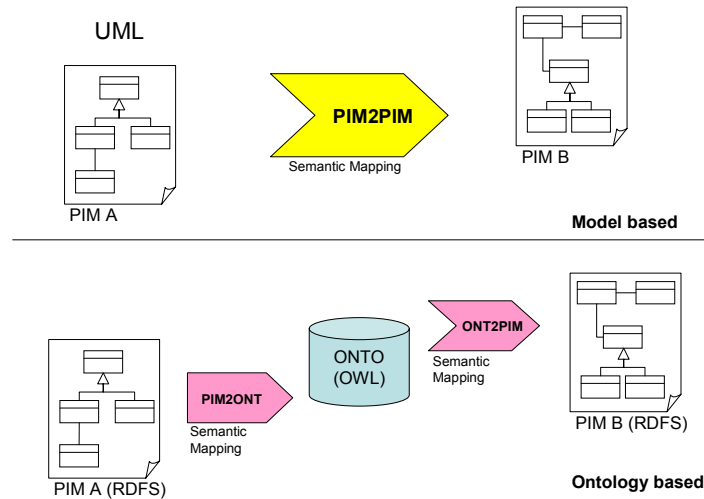 UML
PIM2PIM
Semantic Mapping
PIM A
PIM B
Model based
ONT2PIM
Semantic
Mapping
ONTO
(OWL)
PIM2ONT
Semantic
Mapping
PIM B (RDFS)
PIM A (RDFS)
Ontology based